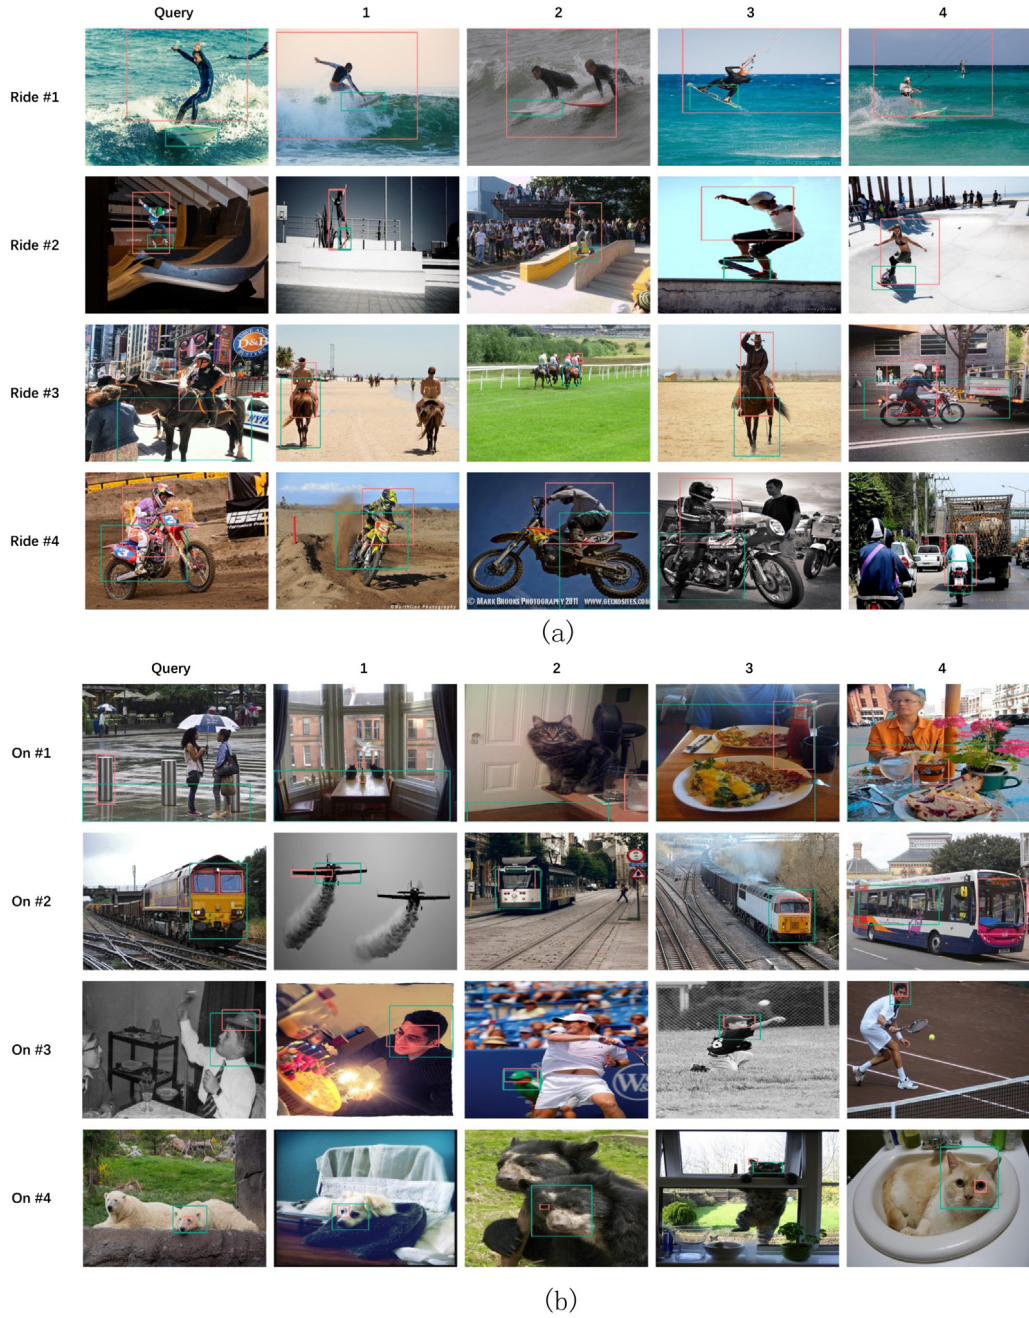 Query 1 2 3 4
Ride #1
Ride #2
Ride #3
D&B
Ride #4
© MARK BROOKS PHOTOGRAPHY 2011 WWW.GECKOSITES.COM
(a)
Query 1 2 3 4
On #1
On #2
On #3
W
On #4
(b)